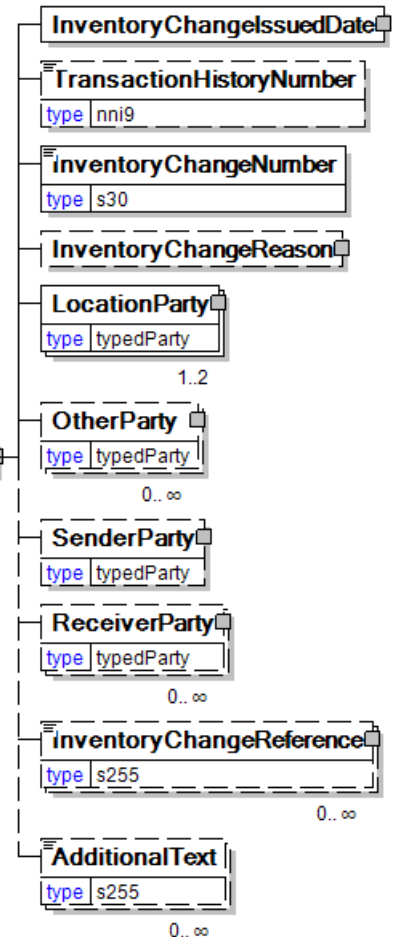 InventoryChangeIssuedDate
TransactionHistoryNumber
type nni9
InventoryChangeNumber
type s30
InventoryChangeReason
LocationParty
type typedParty
1..2
OtherParty
type typedParty
0.. ∞
SenderParty
type typedParty
ReceiverParty
type typedParty
0.. ∞
InventoryChangeReference
type s255
0.. ∞
AdditionalText
type s255
0.. ∞